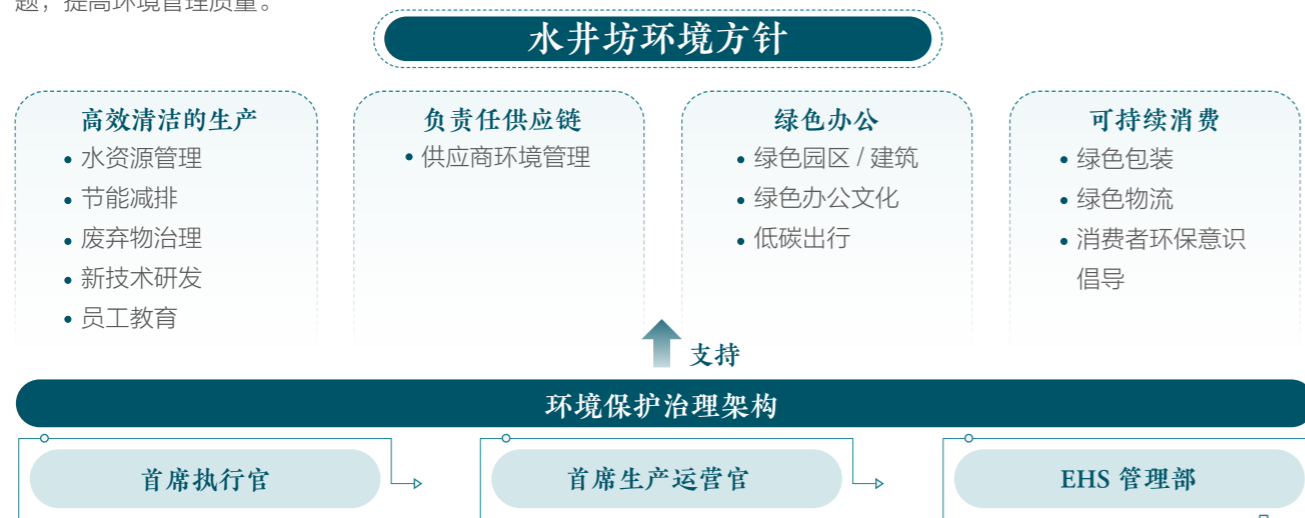 题，提高环境管理质量。
水井坊环境方针
高效清洁的生产
• 水资源管理
• 节能减排
• 废弃物治理
• 新技术研发
• 员工教育
负责任供应链
• 供应商环境管理
绿色办公
• 绿色园区 / 建筑
• 绿色办公文化
• 低碳出行
可持续消费
• 绿色包装
• 绿色物流
• 消费者环保意识
倡导
支持
环境保护治理架构
首席执行官
首席生产运营官
EHS 管理部